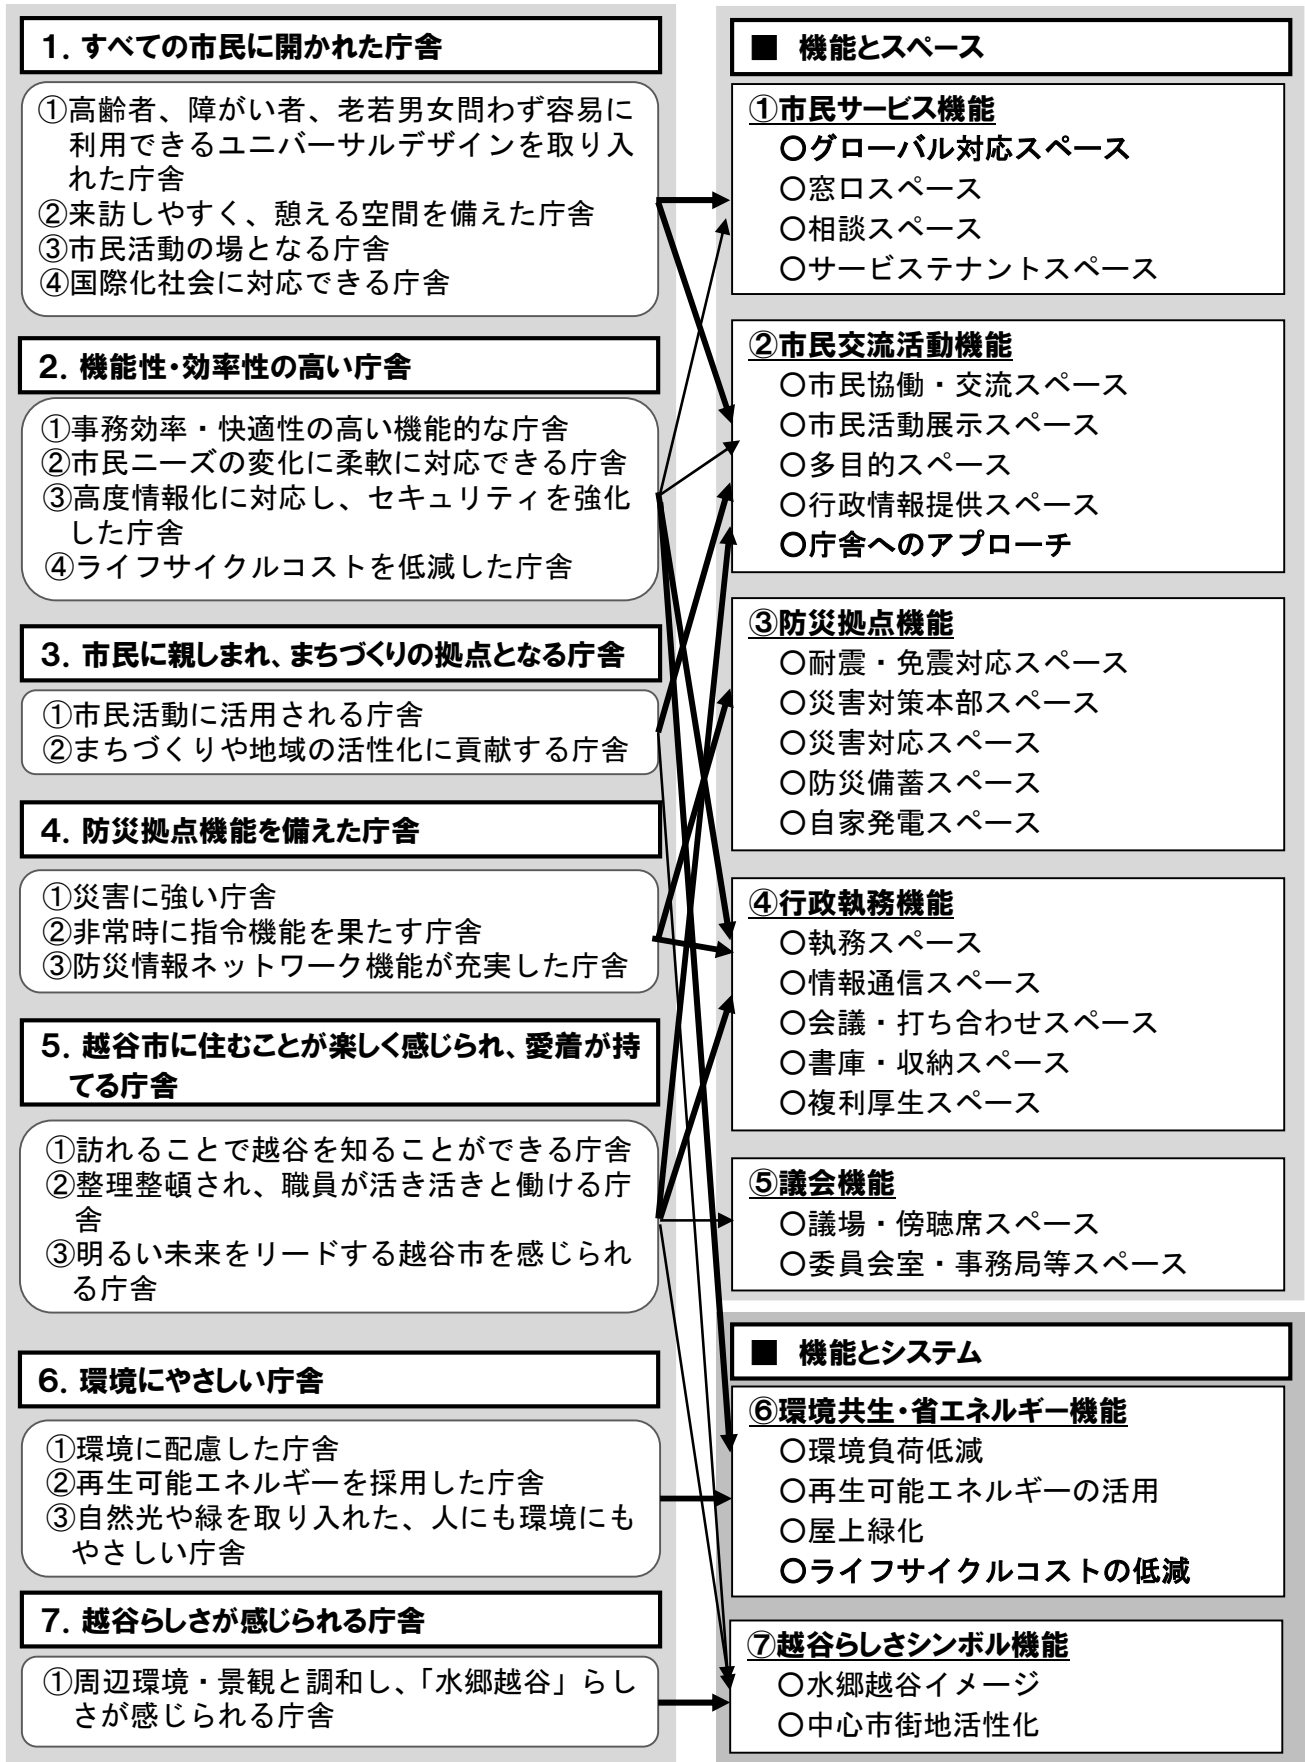 １．すべての市民に開かれた庁舎
①高齢者、障がい者、老若男女問わず容易に
利用できるユニバーサルデザインを取り入
れた庁舎
②来訪しやすく、憩える空間を備えた庁舎
③市民活動の場となる庁舎
④国際化社会に対応できる庁舎
２．機能性・効率性の高い庁舎
①事務効率・快適性の高い機能的な庁舎
②市民ニーズの変化に柔軟に対応できる庁舎
③高度情報化に対応し、セキュリティを強化
した庁舎
④ライフサイクルコストを低減した庁舎
３．市民に親しまれ、まちづくりの拠点となる庁舎
①市民活動に活用される庁舎
②まちづくりや地域の活性化に貢献する庁舎
４．防災拠点機能を備えた庁舎
①災害に強い庁舎
②非常時に指令機能を果たす庁舎
③防災情報ネットワーク機能が充実した庁舎
５．越谷市に住むことが楽しく感じられ、愛着が持
てる庁舎
①訪れることで越谷を知ることができる庁舎
②整理整頓され、職員が活き活きと働ける庁
舎
③明るい未来をリードする越谷市を感じられ
る庁舎
６．環境にやさしい庁舎
①環境に配慮した庁舎
②再生可能エネルギーを採用した庁舎
③自然光や緑を取り入れた、人にも環境にも
やさしい庁舎
７．越谷らしさが感じられる庁舎
①周辺環境・景観と調和し、「水郷越谷」らし
さが感じられる庁舎
■ 機能とスペース
①市民サービス機能
〇グローバル対応スペース
〇窓口スペース
〇相談スペース
〇サービステナントスペース
②市民交流活動機能
〇市民協働・交流スペース
〇市民活動展示スペース
〇多目的スペース
〇行政情報提供スペース
〇庁舎へのアプローチ
③防災拠点機能
〇耐震・免震対応スペース
〇災害対策本部スペース
〇災害対応スペース
〇防災備蓄スペース
〇自家発電スペース
④行政執務機能
〇執務スペース
〇情報通信スペース
〇会議・打ち合わせスペース
〇書庫・収納スペース
〇複利厚生スペース
⑤議会機能
〇議場・傍聴席スペース
〇委員会室・事務局等スペース
■ 機能とシステム
⑥環境共生・省エネルギー機能
〇環境負荷低減
〇再生可能エネルギーの活用
〇屋上緑化
〇ライフサイクルコストの低減
⑦越谷らしさシンボル機能
〇水郷越谷イメージ
〇中心市街地活性化